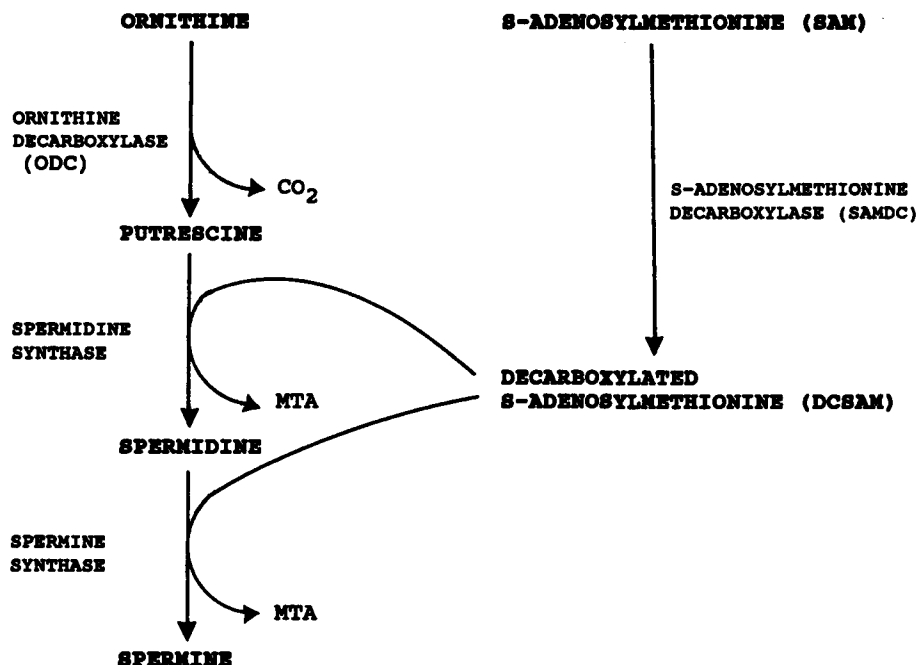 ORNITHINE
S-ADENOSYLMETHIONINE (SAM)
ORNITHINE
DECARBOXYLASE
(ODC)
CO2
S-ADENOSYLMETHIONINE
DECARBOXYLASE (SAMDC)
PUTRESCINE
SPERMIDINE
SYNTHASE
MTA
DECARBOXYLATED
S-ADENOSYLMETHIONINE (DCSAM)
SPERMIDINE
SPERMINE
SYNTHASE
MTA
SPERMINE